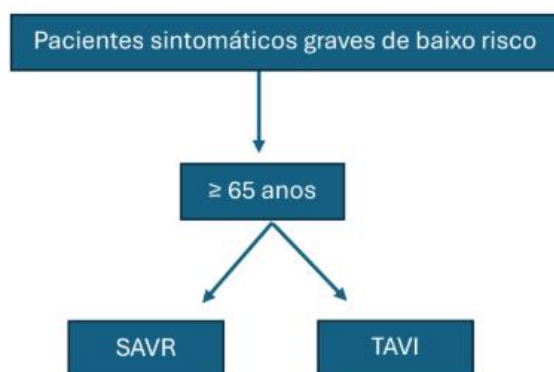 Pacientes sintomáticos graves de baixo risco
≥ 65 anos
SAVR
TAVI